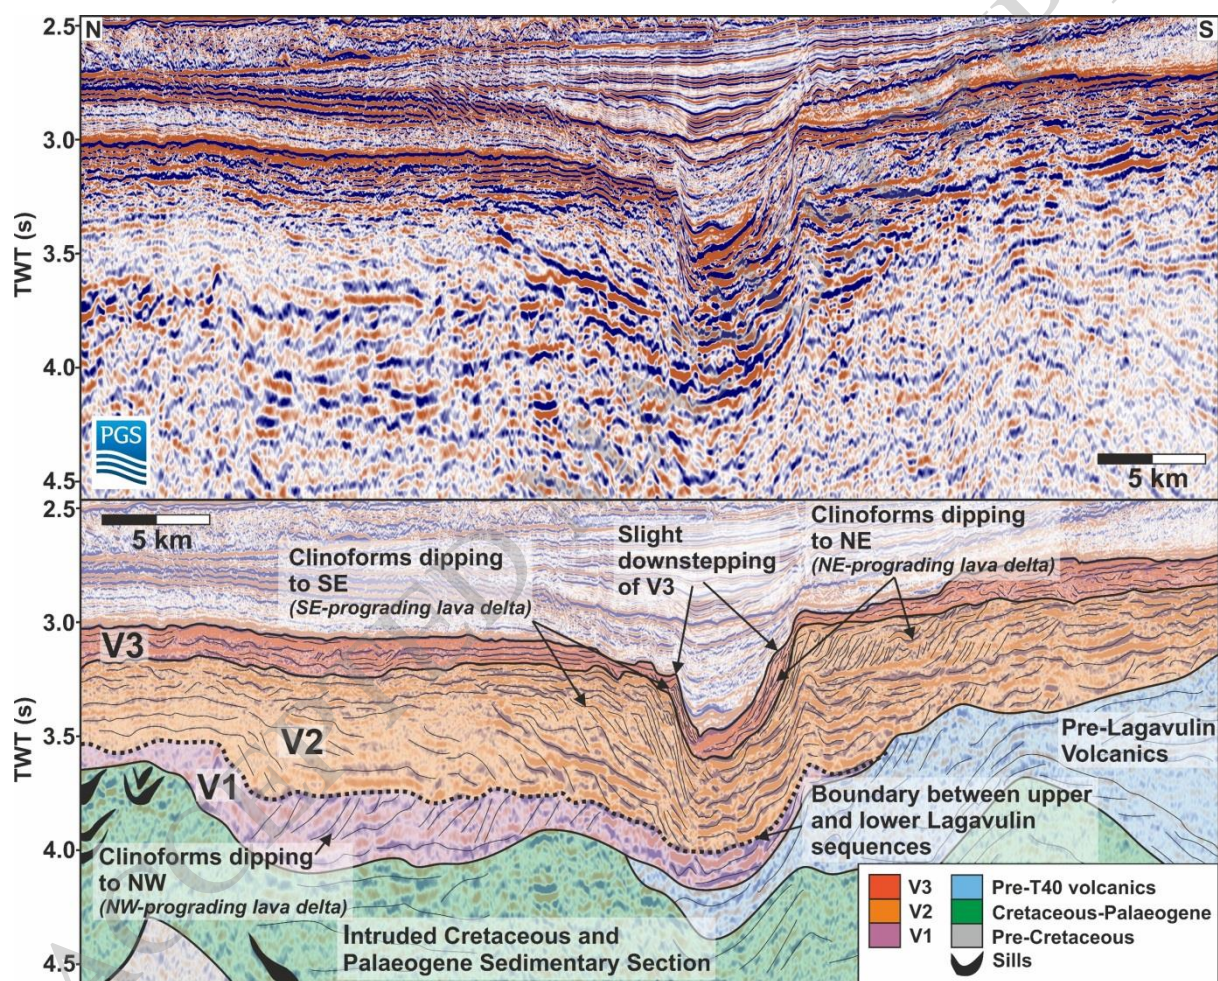 N
S
2.5
3.0
3.5
4.0
4.5
TWT (s)
PGS
5 km
2.5
3.0
3.5
4.0
4.5
TWT (s)
5 km
Clinoforms dipping
to SE
(SE-prograding lava delta)
Slight
downstepping
of V3
Clinoforms dipping
to NE
(NE-prograding lava delta)
V3
V2
V1
Pre-Lagavulin
Volcanics
Boundary between upper
and lower Lagavulin
sequences
Clinoforms dipping
to NW
(NW-prograding lava delta)
Intruded Cretaceous and
Palaeogene Sedimentary Section
V3
V2
V1
Pre-T40 volcanics
Cretaceous-Palaeogene
Pre-Cretaceous
Sills